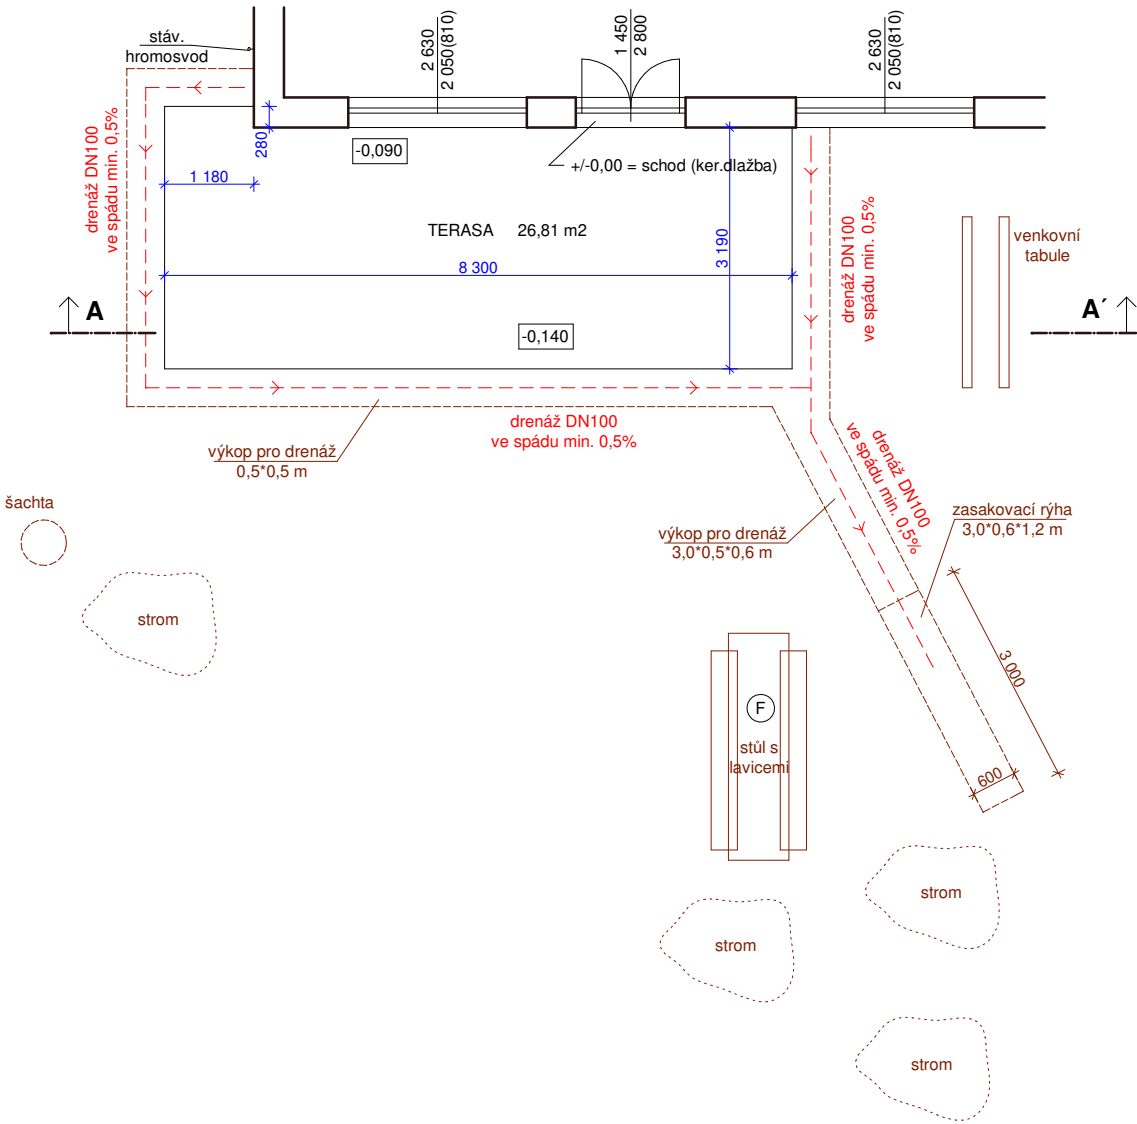 stáv.
hromosvod
2 630
2 050(810)
1 450
2 800
2 630
2 050(810)
drenáž DN100
ve spádu min. 0,5%
280
-0,090
+/-0,00 = schod (ker.dlažba)
1 180
TERASA 26,81 m2
3 190
8 300
drenáž DN100
ve spádu min. 0,5%
venkovní
tabule
A
A´
-0,140
drenáž DN100
ve spádu min. 0,5%
výkop pro drenáž
0,5*0,5 m
drenáž DN100
ve spádu min. 0,5%
šachta
výkop pro drenáž
3,0*0,5*0,6 m
zasakovací rýha
3,0*0,6*1,2 m
strom
3 000
F
stůl s
lavicemi
600
strom
strom
strom